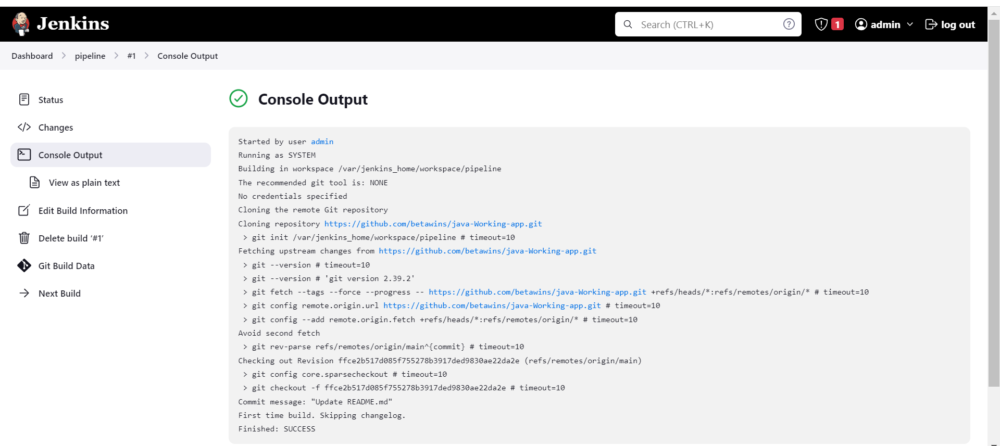 Jenkins
Search (CTRL+K)
1
admin
log out
Dashboard
pipeline
#1
Console Output
Status
Changes
Console Output
View as plain text
Edit Build Information
Delete build ‘#1’
Git Build Data
Next Build
Console Output
Started by user admin
Running as SYSTEM
Building in workspace /var/jenkins_home/workspace/pipeline
The recommended git tool is: NONE
No credentials specified
Cloning the remote Git repository
Cloning repository https://github.com/betawins/java-Working-app.git
 > git init /var/jenkins_home/workspace/pipeline # timeout=10
Fetching upstream changes from https://github.com/betawins/java-Working-app.git
 > git --version # timeout=10
 > git --version # 'git version 2.39.2'
 > git fetch --tags --force --progress -- https://github.com/betawins/java-Working-app.git +refs/heads/*:refs/remotes/origin/* # timeout=10
 > git config remote.origin.url https://github.com/betawins/java-Working-app.git # timeout=10
 > git config --add remote.origin.fetch +refs/heads/*:refs/remotes/origin/* # timeout=10
Avoid second fetch
 > git rev-parse refs/remotes/origin/main^{commit} # timeout=10
Checking out Revision ffce2b517d085f755278b3917ded9830ae22da2e (refs/remotes/origin/main)
 > git config core.sparsecheckout # timeout=10
 > git checkout -f ffce2b517d085f755278b3917ded9830ae22da2e # timeout=10
Commit message: "Update README.md"
First time build. Skipping changelog.
Finished: SUCCESS